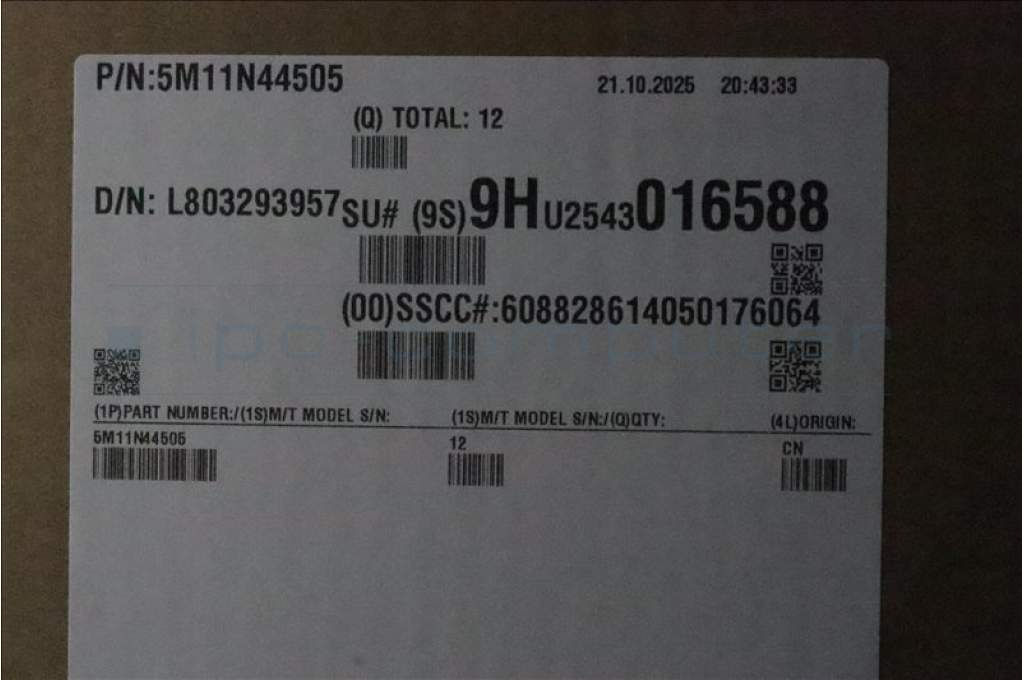 P/N:5M11N44505 21.10.2025 20:43:33
(Q) TOTAL: 12
D/N: L803293957 SU# (9S)9HU2543016588
(00)SSCC#:608828614050176064
(1P)PART NUMBER:/(1S)M/T MODEL S/N: (1S)M/T MODEL S/N:/(Q)QTY: (4L)ORIGIN:
5M11N44505 12 CN